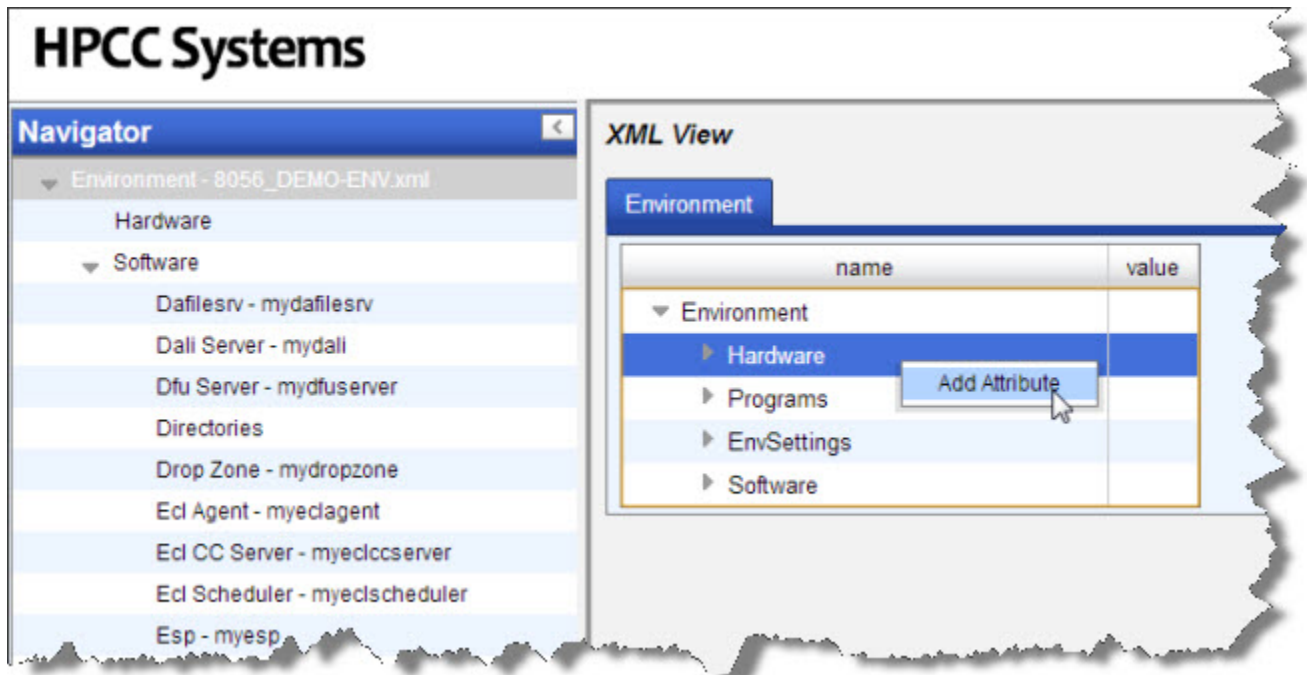 HPCC Systems
Navigator
Environment - 8056_DEMO-ENV.xml
Hardware
Software
Dafilesrv - mydafilesrv
Dali Server - mydali
Dfu Server - mydfuserver
Directories
Drop Zone - mydropzone
Ecl Agent - myeclagent
Ecl CC Server - myeclccserver
Ecl Scheduler - myeclscheduler
Esp - myesp
XML View
Environment
name value
Environment
Hardware
Add Attribute
Programs
EnvSettings
Software